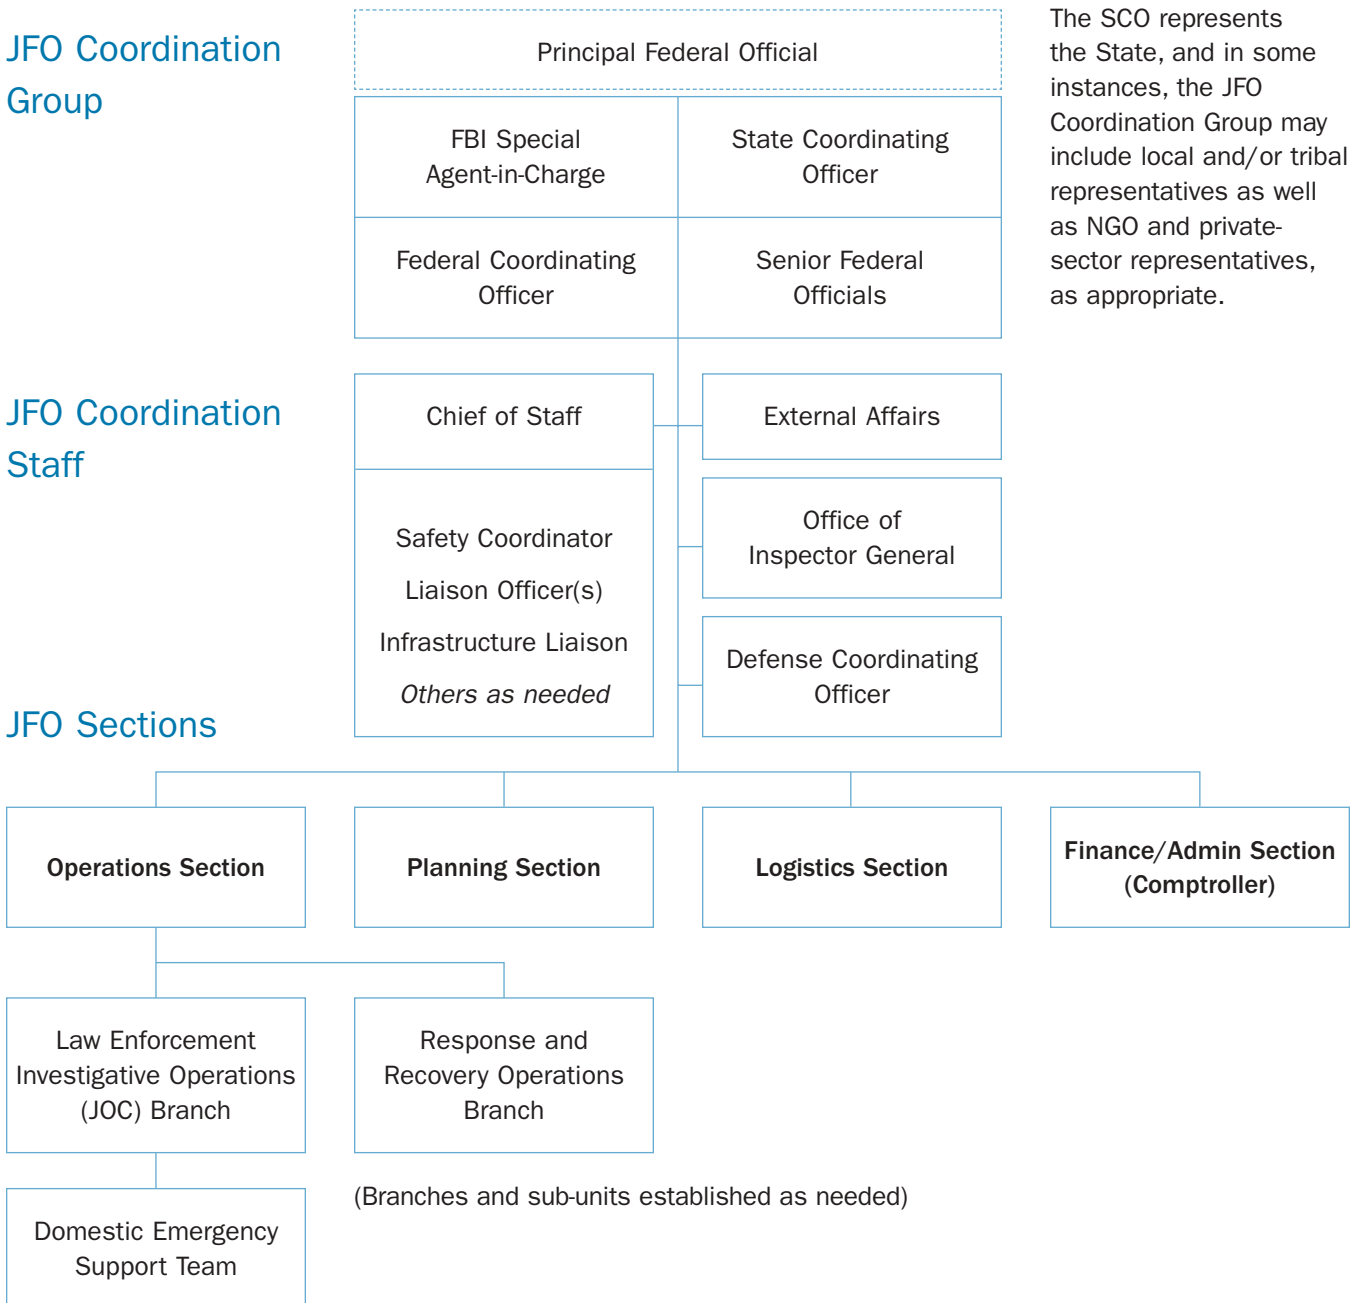 JFO Coordination
Group
Principal Federal Official
FBI Special
Agent-in-Charge
State Coordinating
Officer
Federal Coordinating
Officer
Senior Federal
Officials
The SCO represents
the State, and in some
instances, the JFO
Coordination Group may
include local and/or tribal
representatives as well
as NGO and private-
sector representatives,
as appropriate.
JFO Coordination
Staff
Chief of Staff
Safety Coordinator
Liaison Officer(s)
Infrastructure Liaison
Others as needed
External Affairs
Office of
Inspector General
Defense Coordinating
Officer
JFO Sections
Operations Section
Planning Section
Logistics Section
Finance/Admin Section
(Comptroller)
Law Enforcement
Investigative Operations
(JOC) Branch
Response and
Recovery Operations
Branch
(Branches and sub-units established as needed)
Domestic Emergency
Support Team